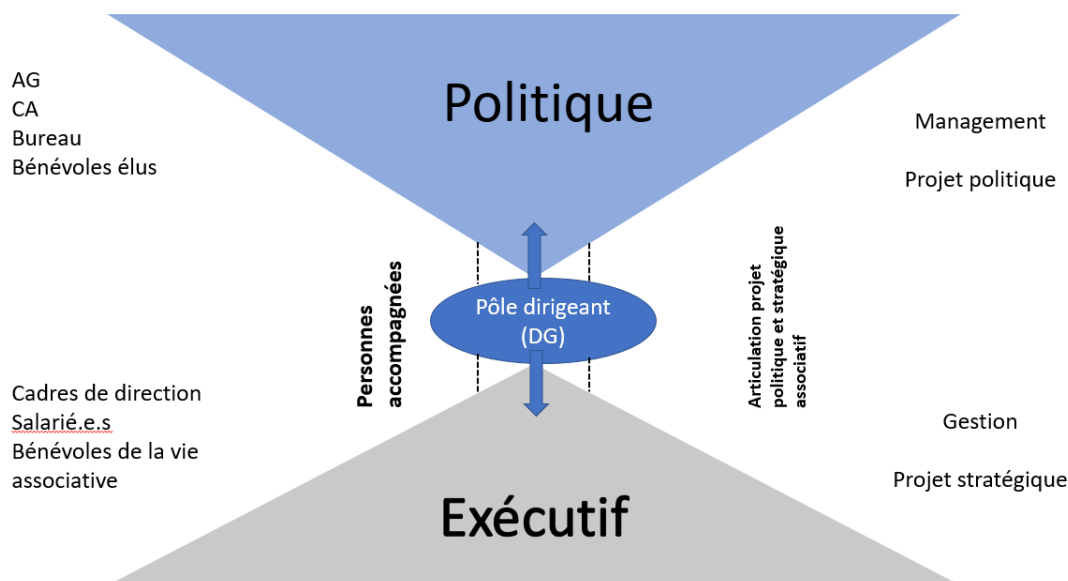 Politique
AG
CA
Bureau
Bénévoles élus
Management
Projet politique
Personnes
accompagnées
Pôle dirigeant
(DG)
Articulation projet
politique et stratégique
associatif
Cadres de direction
Salarié.e.s
Bénévoles de la vie
associative
Gestion
Projet stratégique
Exécutif